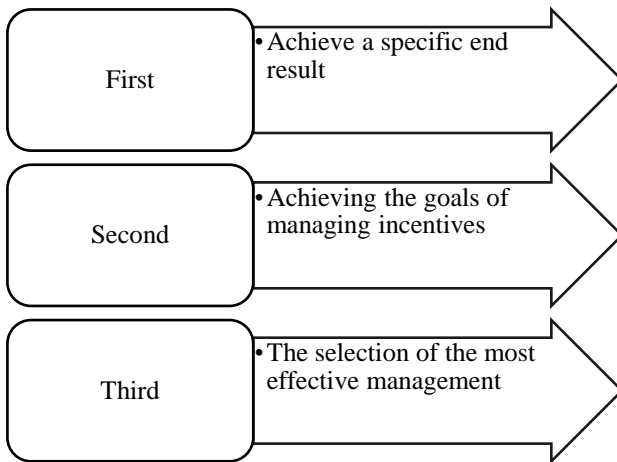 First
•Achieve a specific end
result
Second
•Achieving the goals of
managing incentives
Third
•The selection of the most
effective management